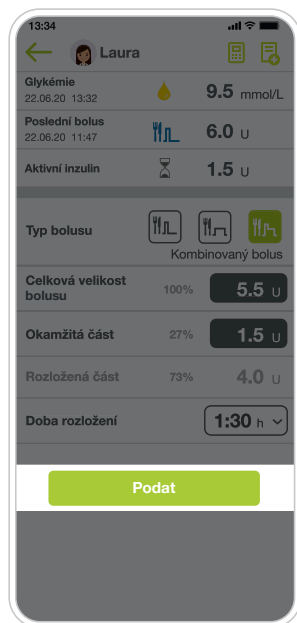 13:34
Laura
Glykémie
22.06.20 13:32
9.5 mmol/L
Poslední bolus
22.06.20 11:47
6.0 U
Aktivní inzulin
1.5 U
Typ bolusu
Kombinovaný bolus
Celková velikost
bolusu
100%
5.5 U
Okamžitá část
27%
1.5 U
Rozložená část
73%
4.0 U
Doba rozložení
1:30 h
Podat